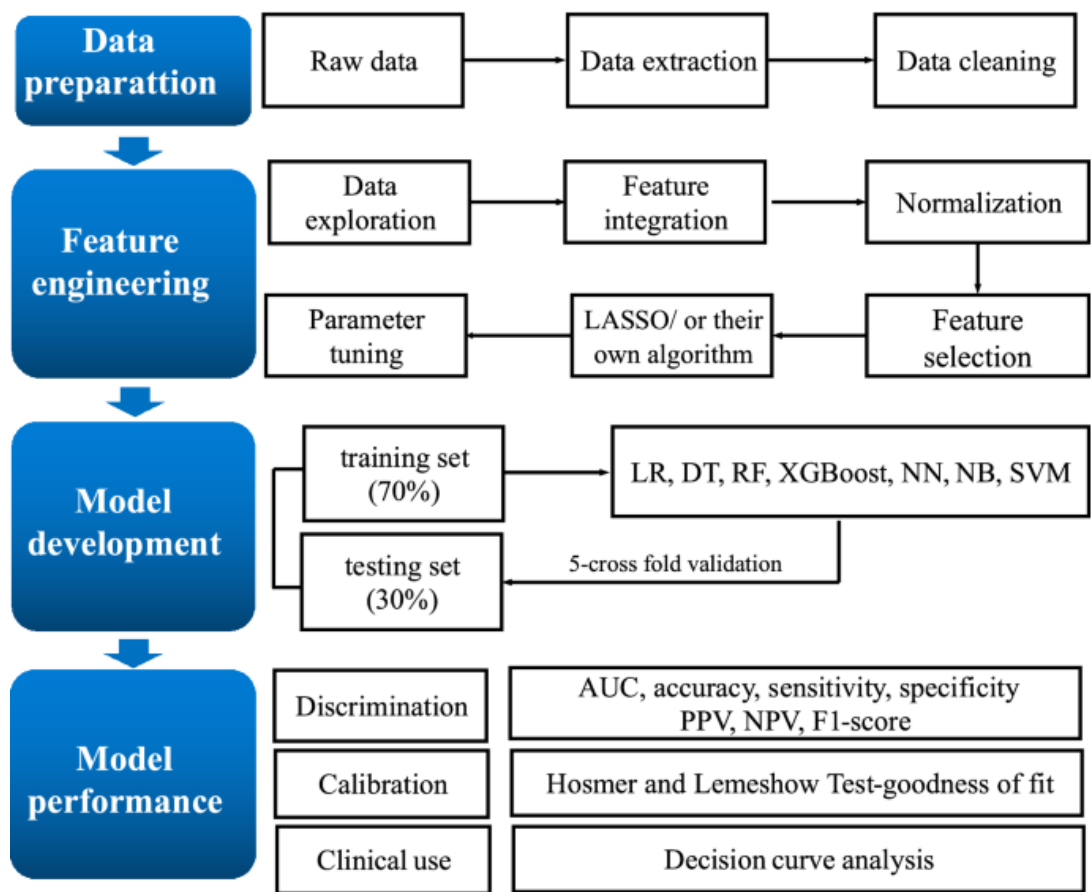 Data
preparattion
Raw data
Data extraction
Data cleaning
Feature
engineering
Data
exploration
Feature
integration
Normalization
Parameter
tuning
LASSO/ or their
own algorithm
Feature
selection
Model
development
training set
(70%)
LR, DT, RF, XGBoost, NN, NB, SVM
5-cross fold validation
testing set
(30%)
Model
performance
Discrimination
AUC, accuracy, sensitivity, specificity
PPV, NPV, F1-score
Calibration
Hosmer and Lemeshow Test-goodness of fit
Clinical use
Decision curve analysis